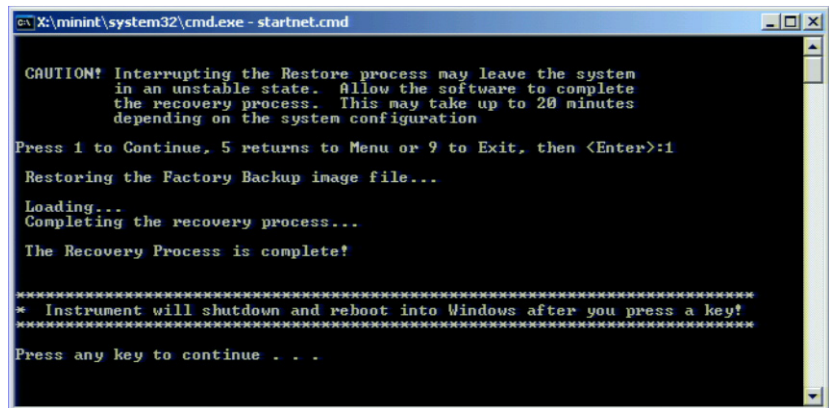 X:\minint\system32\cmd.exe - startnet.cmd
CAUTION! Interrupting the Restore process may leave the system
in an unstable state. Allow the software to complete
the recovery process. This may take up to 20 minutes
depending on the system configuration
Press 1 to Continue, 5 returns to Menu or 9 to Exit, then <Enter>:1
Restoring the Factory Backup image file...
Loading...
Completing the recovery process...
The Recovery Process is complete!
*************************************************************************
* Instrument will shutdown and reboot into Windows after you press a key!
*************************************************************************
Press any key to continue . . .